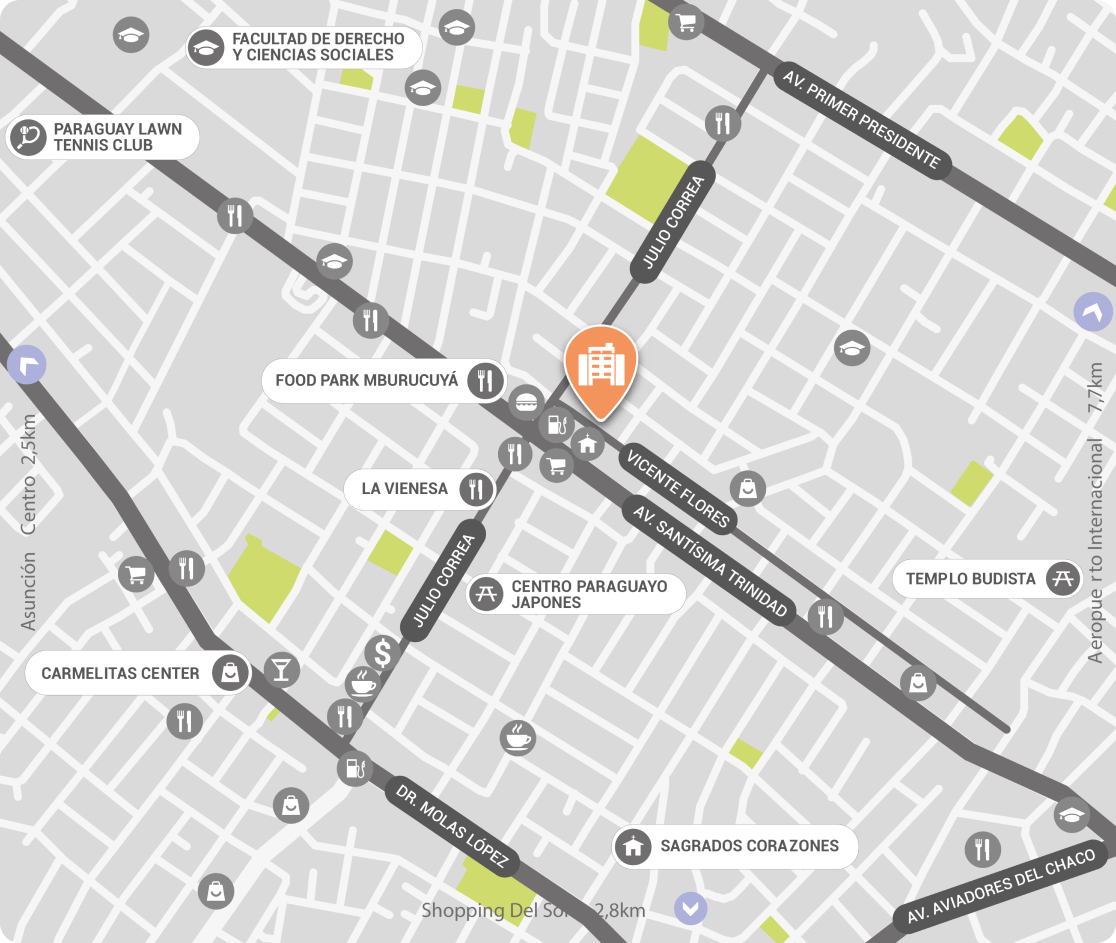 FACULTAD DE DERECHO
Y CIENCIAS SOCIALES
AV. PRIMER PRESIDENTE
PARAGUAY LAWN
TENNIS CLUB
JULIO CORREA
FOOD PARK MBURUCUYÁ
Asunción Centro 2,5km
Aeropue r to Internacional 7,7km
VICENTE FLORES
LA VIENESA
AV. SANTÍSIMA TRINIDAD
JULIO CORREA
CENTRO PARAGUAYO
JAPONES
TEMPLO BUDISTA
$
CARMELITAS CENTER
DR. MOLAS LÓPEZ
SAGRADOS CORAZONES
AV. AVIADORES DEL CHACO
Shopping Del Sol 2,8km